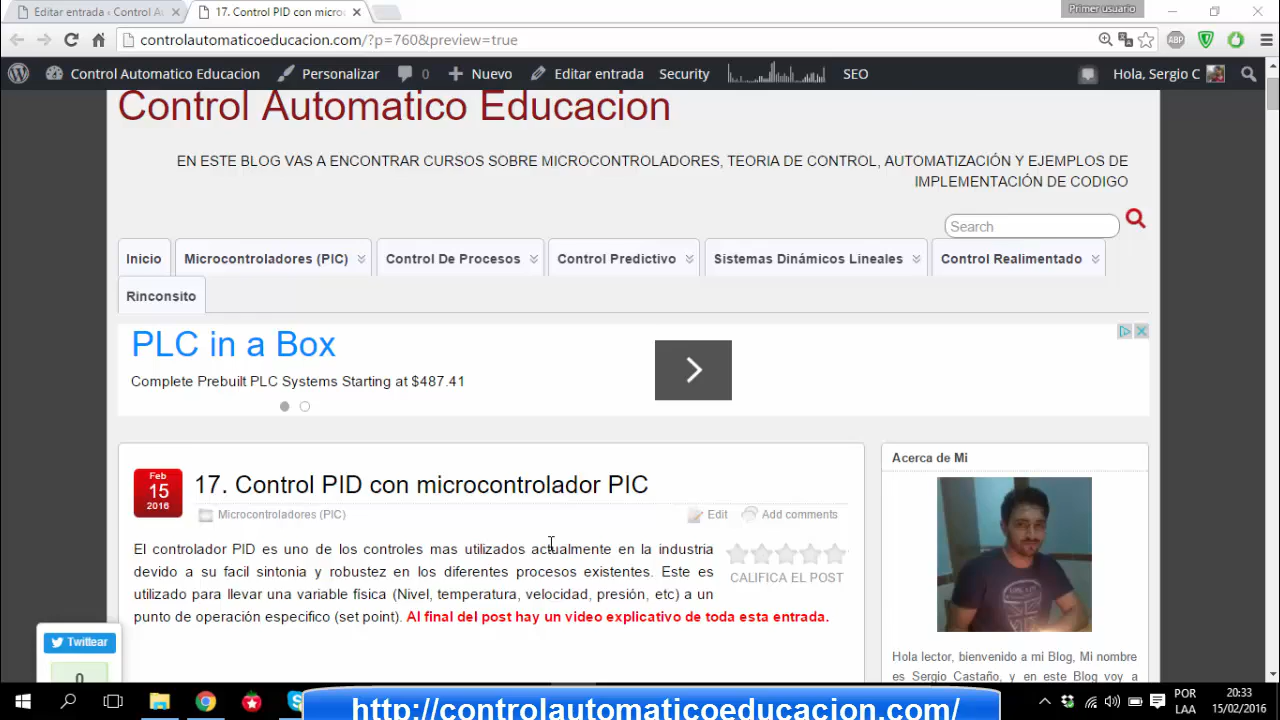 Editar entrada ‹ Control A
17. Control PID con micro
Primer usuario
controlautomaticoeducacion.com/?p=760&preview=true
ABP
Control Automatico Educacion
Personalizar
0
Nuevo
Editar entrada
Security
SEO
Hola, Sergio C
Control Automatico Educacion
EN ESTE BLOG VAS A ENCONTRAR CURSOS SOBRE MICROCONTROLADORES, TEORIA DE CONTROL, AUTOMATIZACIÓN Y EJEMPLOS DE
IMPLEMENTACIÓN DE CODIGO
Search
Inicio
Microcontroladores (PIC)
Control De Procesos
Control Predictivo
Sistemas Dinámicos Lineales
Control Realimentado
Rinconsito
PLC in a Box
Complete Prebuilt PLC Systems Starting at $487.41
Feb
15
2016
17. Control PID con microcontrolador PIC
Microcontroladores (PIC)
Edit
Add comments
El controlador PID es uno de los controles mas utilizados actualmente en la industria
devido a su facil sintonia y robustez en los diferentes procesos existentes. Este es
utilizado para llevar una variable física (Nivel, temperatura, velocidad, presión, etc) a un
punto de operación especifico (set point). Al final del post hay un video explicativo de toda esta entrada.
CALIFICA EL POST
Acerca de Mi
Hola lector, bienvenido a mi Blog, Mi nombre
es Sergio Castaño, y en este Blog voy a
Twittear
0
http://controlautomaticoeducacion.com/
POR
LAA
20:33
15/02/2016